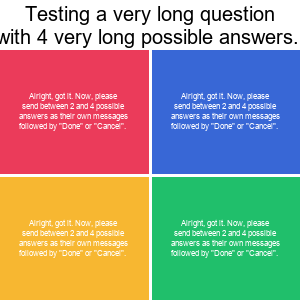 Testing a very long question
with 4 very long possible answers.
Alright, got it. Now, please
send between 2 and 4 possible
answers as their own messages
followed by "Done" or "Cancel".
Alright, got it. Now, please
send between 2 and 4 possible
answers as their own messages
followed by "Done" or "Cancel".
Alright, got it. Now, please
send between 2 and 4 possible
answers as their own messages
followed by "Done" or "Cancel".
Alright, got it. Now, please
send between 2 and 4 possible
answers as their own messages
followed by "Done" or "Cancel".